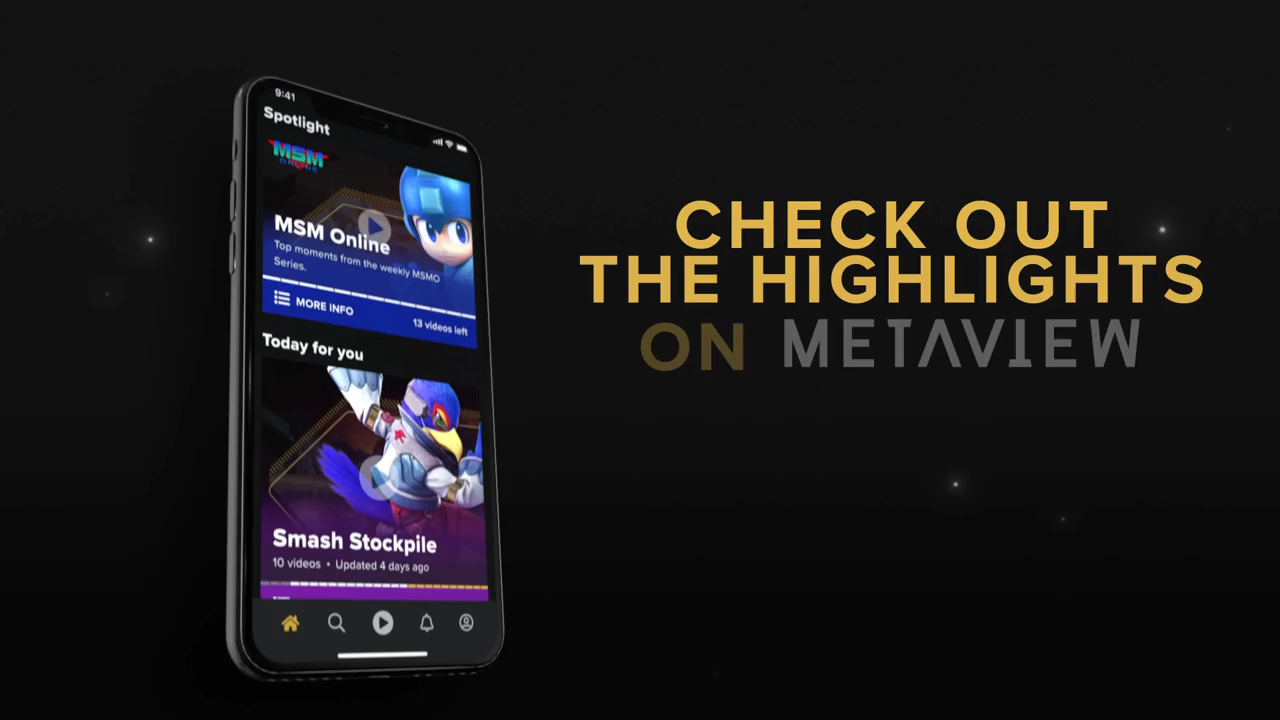 9:41
Spotlight
MSM
ONLINE
MSM Online
Top moments from the weekly MSMO
Series.
MORE INFO
13 videos left
Today for you
Smash Stockpile
10 videos • Updated 4 days ago
CHECK OUT
THE HIGHLIGHTS
ON METAVIEW